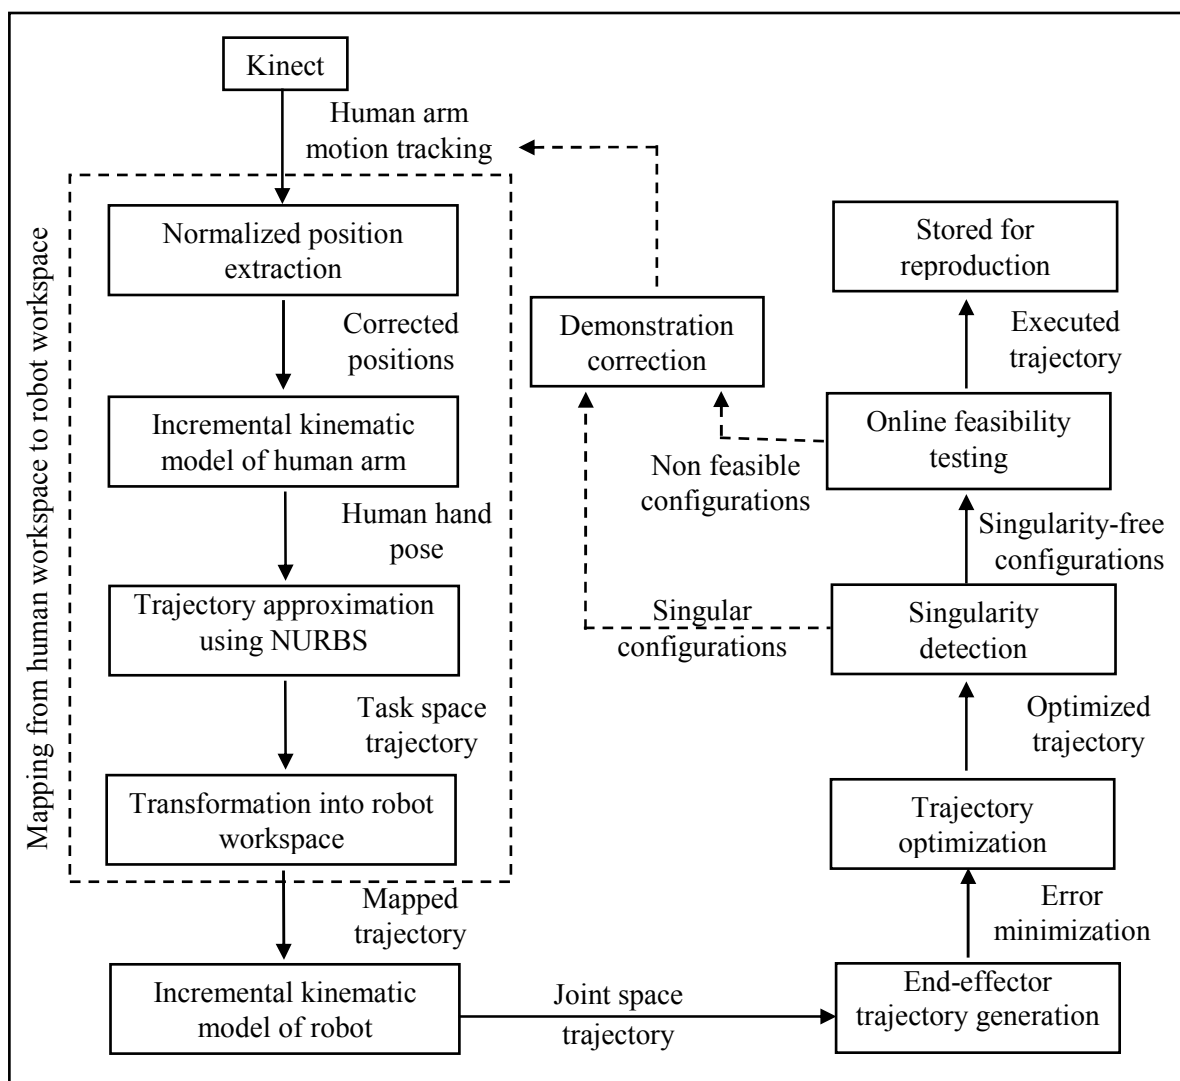 Kinect
Human arm
motion tracking
Mapping from human workspace to robot workspace
Normalized position
extraction
Corrected
positions
Incremental kinematic
model of human arm
Human hand
pose
Trajectory approximation
using NURBS
Task space
trajectory
Transformation into robot
workspace
Mapped
trajectory
Incremental kinematic
model of robot
Joint space
trajectory
End-effector
trajectory generation
Error
minimization
Trajectory
optimization
Optimized
trajectory
Singularity
detection
Singular
configurations
Singularity-free
configurations
Online feasibility
testing
Non feasible
configurations
Demonstration
correction
Executed
trajectory
Stored for
reproduction